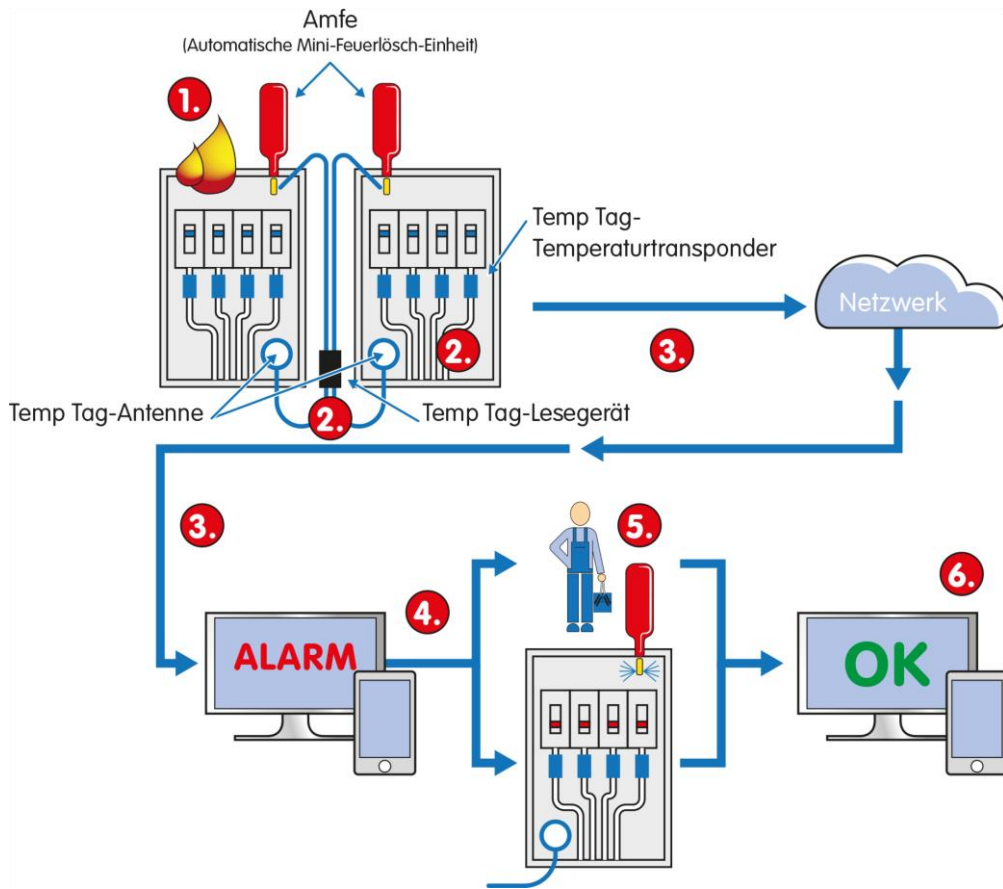 Amfe
(Automatische Mini-Feuerlösch-Einheit)
1.
Temp Tag-
Temperaturtransponder
Netzwerk
2.
3.
Temp Tag-Antenne
2.
Temp Tag-Lesegerät
3.
4.
5.
6.
ALARM
OK